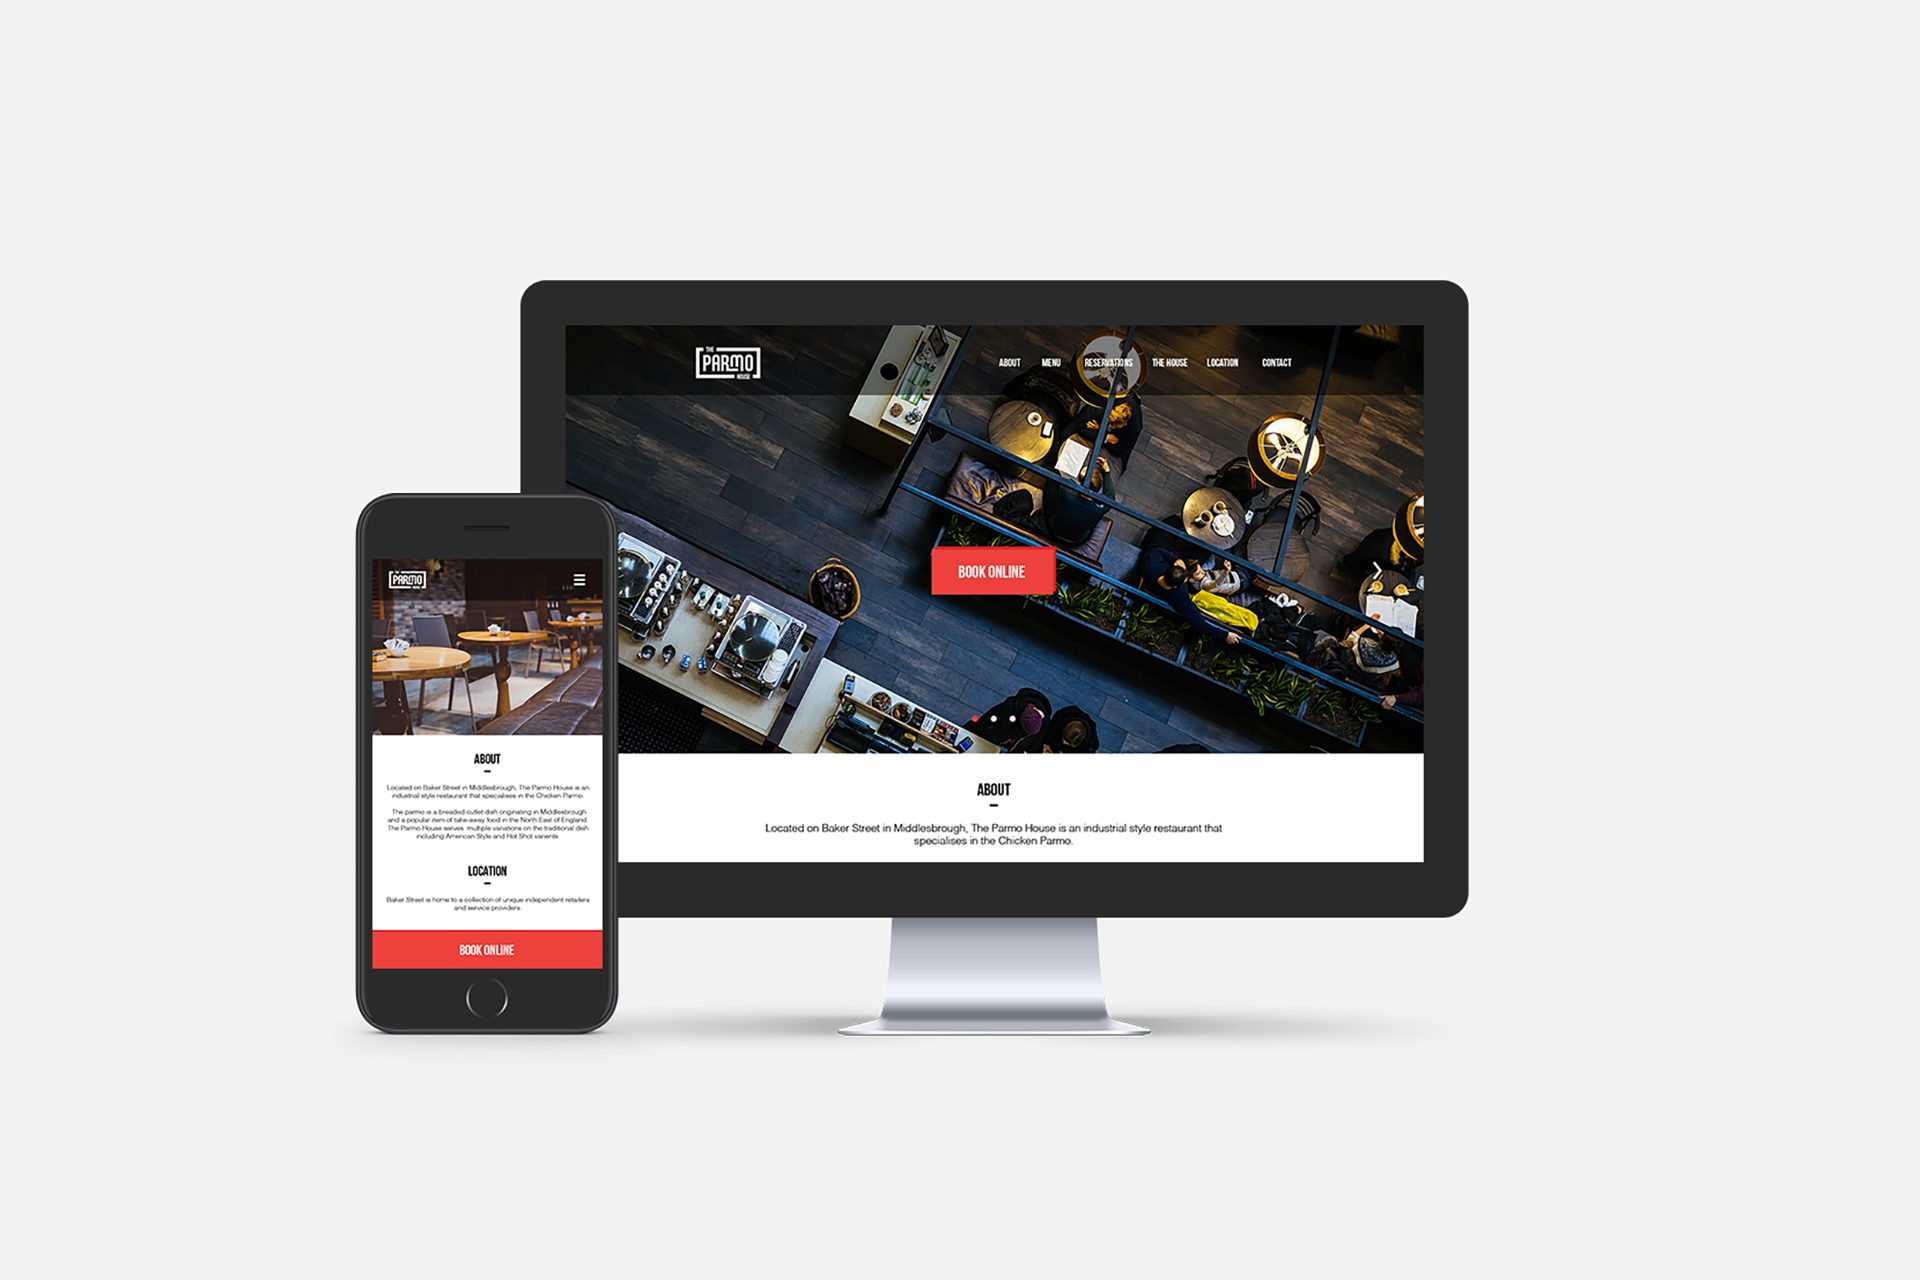 THE
PARMO
HOUSE
ABOUT MENU RESERVATIONS THE HOUSE LOCATION CONTACT
BOOK ONLINE
ABOUT
Located on Baker Street in Middlesbrough, The Parmo House is an industrial style restaurant that
specialises in the Chicken Parmo.
THE
PARMO
HOUSE
ABOUT
Located on Baker Street in Middlesbrough, The Parmo House is an
industrial style restaurant that specialises in the Chicken Parmo.
The parmo is a breaded cutlet dish originating in Middlesbrough
and a popular item of take-away food in the North East of England.
The Parmo House serves multiple variations on the traditional dish
including American Style and Hot Shot varients.
LOCATION
Baker Street is home to a collection of unique independent retailers
and service providers.
BOOK ONLINE